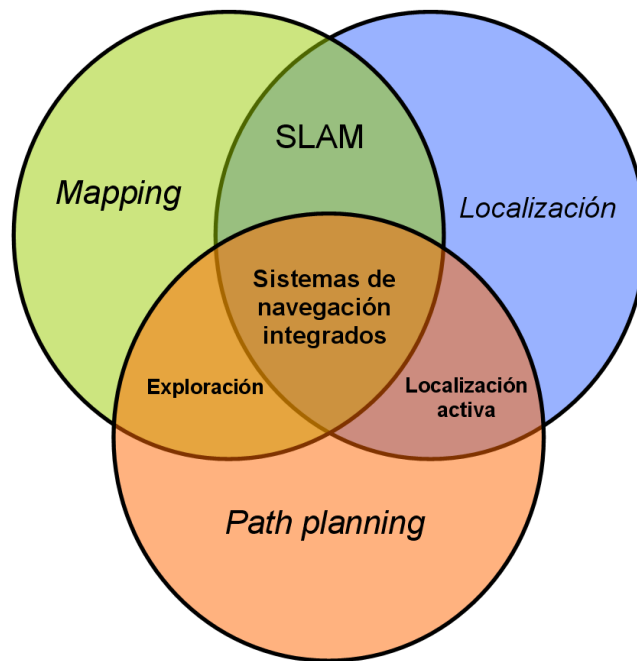 SLAM
Mapping
Localización
Sistemas de
navegación
integrados
Exploración
Localización
activa
Path planning